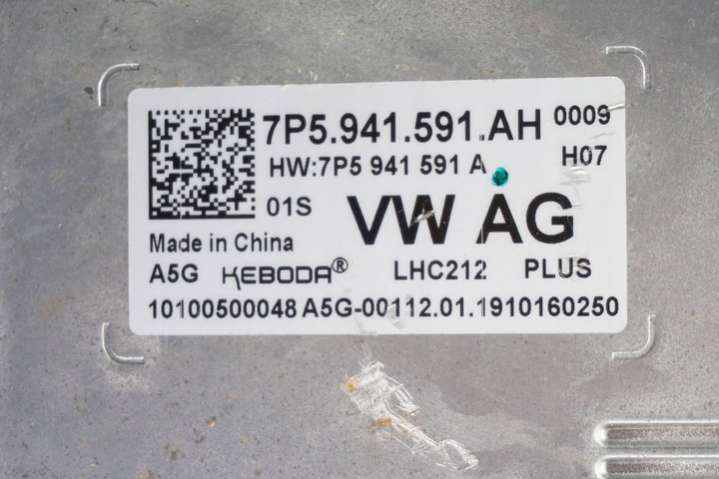 7P5.941.591.AH 0009
HW:7P5 941 591 A H07
01S VW AG
Made in China
A5G KEBODA® LHC212 PLUS
10100500048 A5G-00112.01.1910160250